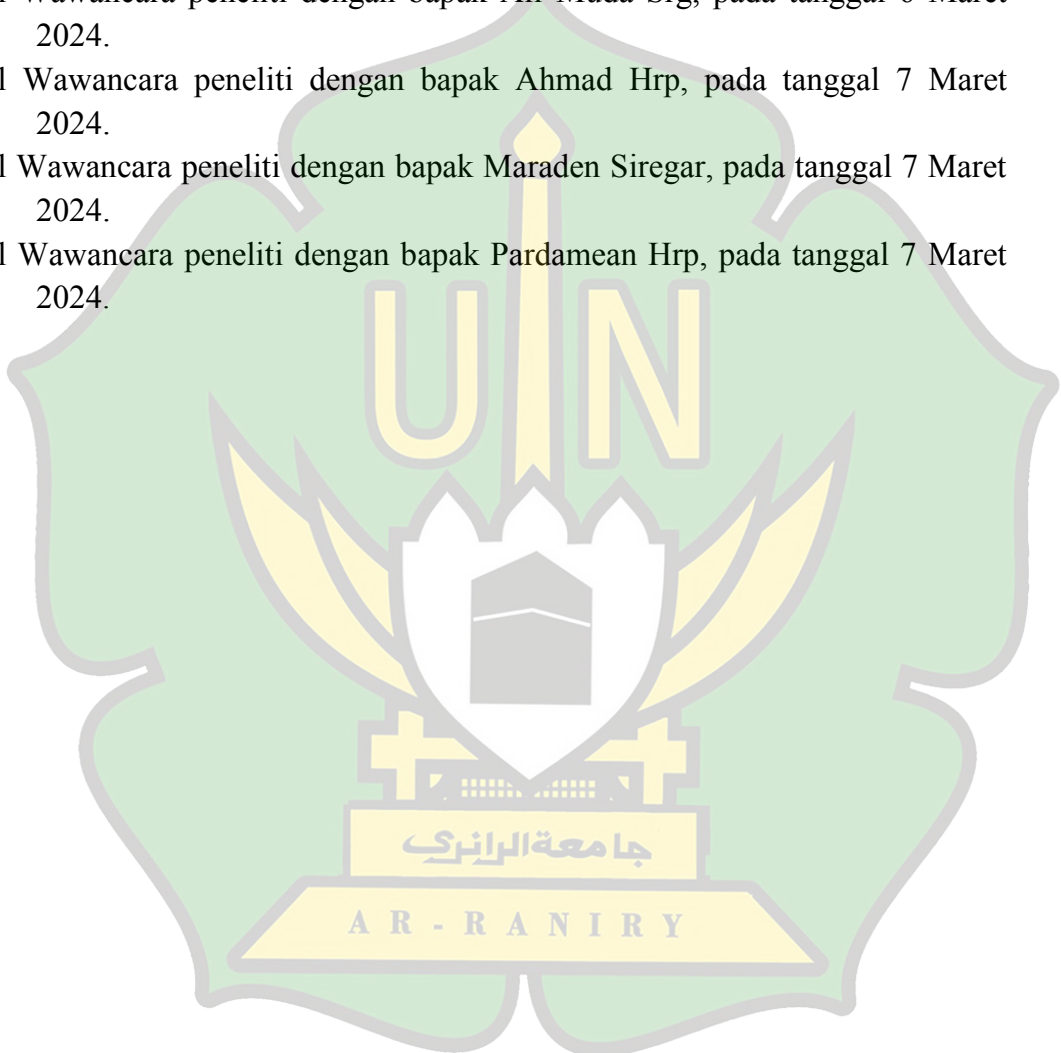 l Wawancara peneliti dengan bapak Ali Muda Srg, pada tanggal 6 Maret
2024.
l Wawancara peneliti dengan bapak Ahmad Hrp, pada tanggal 7 Maret
2024.
l Wawancara peneliti dengan bapak Maraden Siregar, pada tanggal 7 Maret
2024.
l Wawancara peneliti dengan bapak Pardamean Hrp, pada tanggal 7 Maret
2024.
UIN
جامعةالرانري
AR-RANIRY